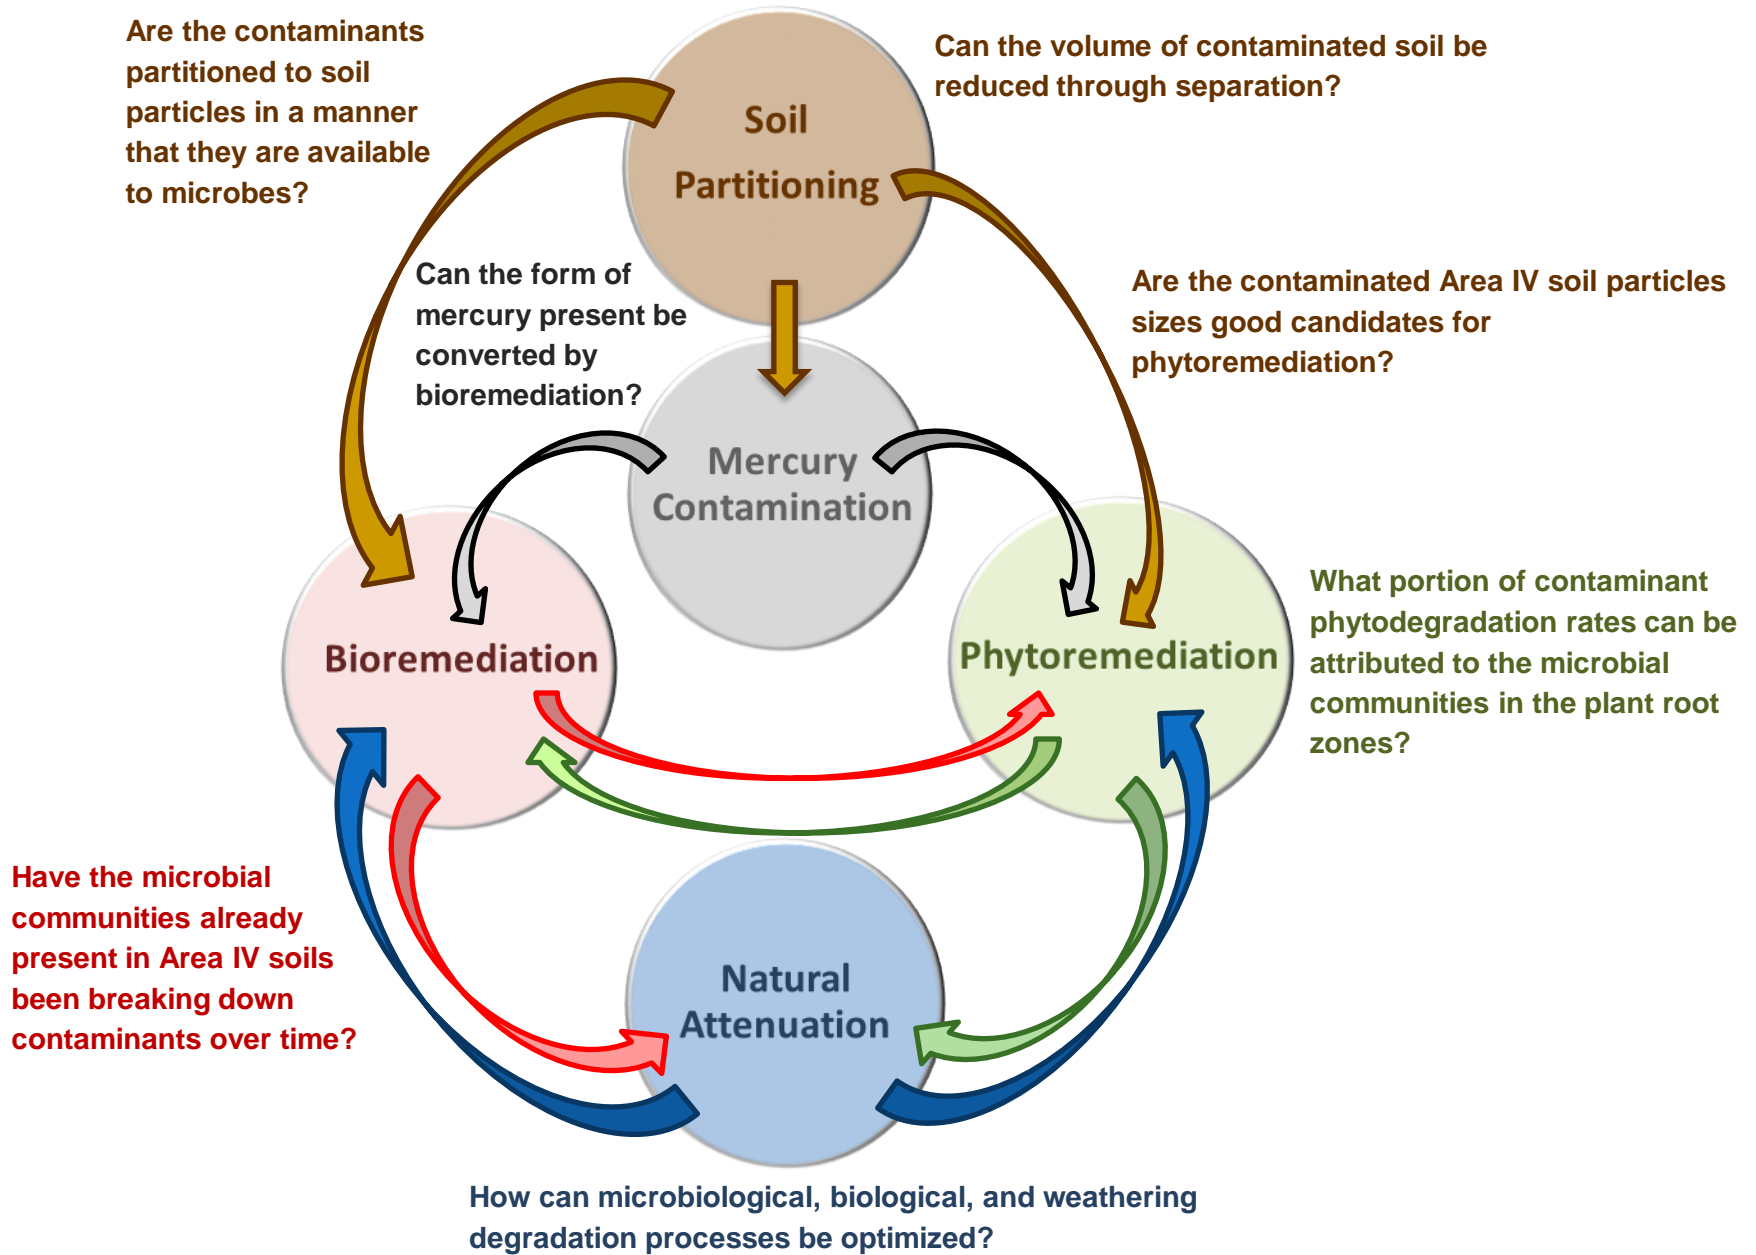 Are the contaminants
partitioned to soil
particles in a manner
that they are available
to microbes?
Can the volume of contaminated soil be
reduced through separation?
Soil
Partitioning
Can the form of
mercury present be
converted by
bioremediation?
Are the contaminated Area IV soil particles
sizes good candidates for
phytoremediation?
Mercury
Contamination
Bioremediation
Phytoremediation
What portion of contaminant
phytodegradation rates can be
attributed to the microbial
communities in the plant root
zones?
Have the microbial
communities already
present in Area IV soils
been breaking down
contaminants over time?
Natural
Attenuation
How can microbiological, biological, and weathering
degradation processes be optimized?